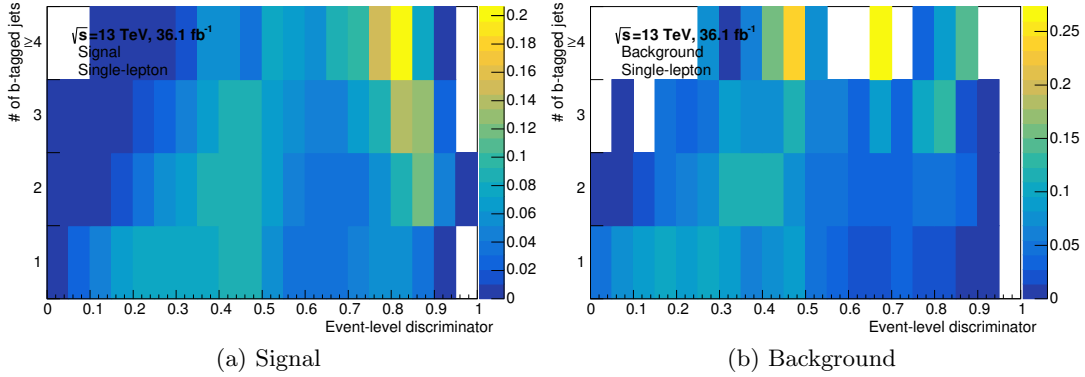 √s=13 TeV, 36.1 fb⁻¹
Signal
Single-lepton
# of b-tagged jets
≥4
3
2
1
0 0.1 0.2 0.3 0.4 0.5 0.6 0.7 0.8 0.9 1
Event-level discriminator
0.2
0.18
0.16
0.14
0.12
0.1
0.08
0.06
0.04
0.02
0
(a) Signal
√s=13 TeV, 36.1 fb⁻¹
Background
Single-lepton
# of b-tagged jets
≥4
3
2
1
0 0.1 0.2 0.3 0.4 0.5 0.6 0.7 0.8 0.9 1
Event-level discriminator
0.25
0.2
0.15
0.1
0.05
0
(b) Background